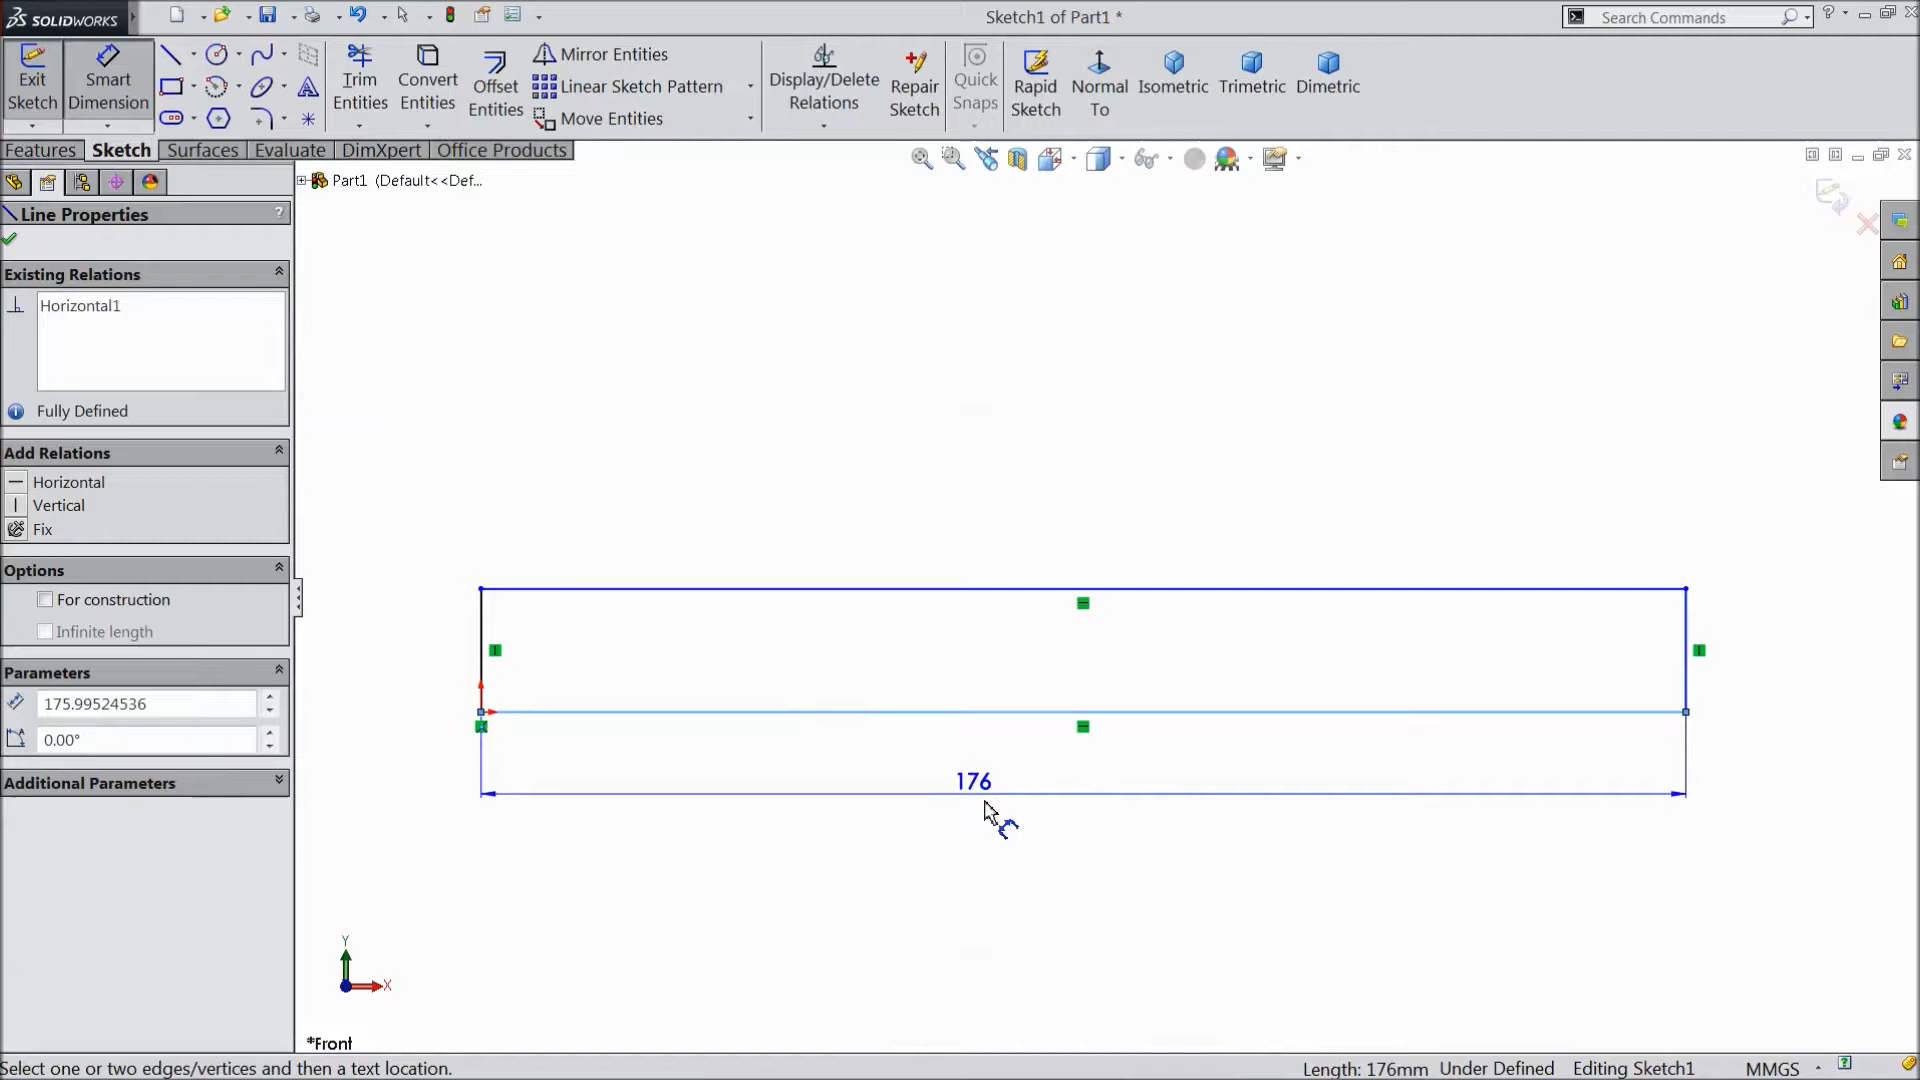 SOLIDWORKS
Sketch1 of Part1 *
Search Commands
Exit Sketch
Smart Dimension
Trim Entities
Convert Entities
Offset Entities
Mirror Entities
Linear Sketch Pattern
Move Entities
Display/Delete Relations
Repair Sketch
Quick Snaps
Rapid Sketch
Normal To
Isometric
Trimetric
Dimetric
Features
Sketch
Surfaces
Evaluate
DimXpert
Office Products
Part1 (Default<<Def...
Line Properties
?
Existing Relations
Horizontal1
Fully Defined
Add Relations
Horizontal
Vertical
Fix
Options
For construction
Infinite length
Parameters
175.99524536
0.00°
Additional Parameters
176
Y
X
*Front
Select one or two edges/vertices and then a text location.
Length: 176mm
Under Defined
Editing Sketch1
MMGS